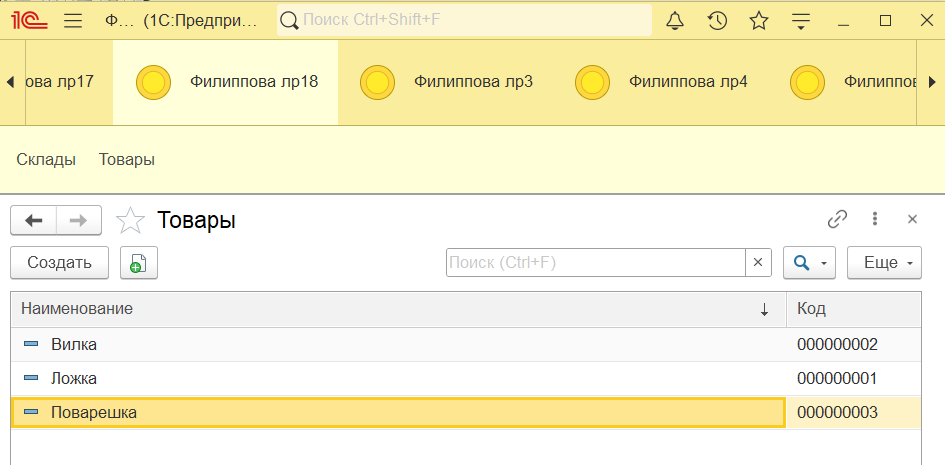 1С Ф... (1С:Предпри... Поиск Ctrl+Shift+F
ова лр17 Филиппова лр18 Филиппова лр3 Филиппова лр4 Филиппов
Склады Товары
Товары
Создать Поиск (Ctrl+F) × Еще
Наименование ↓ Код
Вилка 000000002
Ложка 000000001
Поварешка 000000003